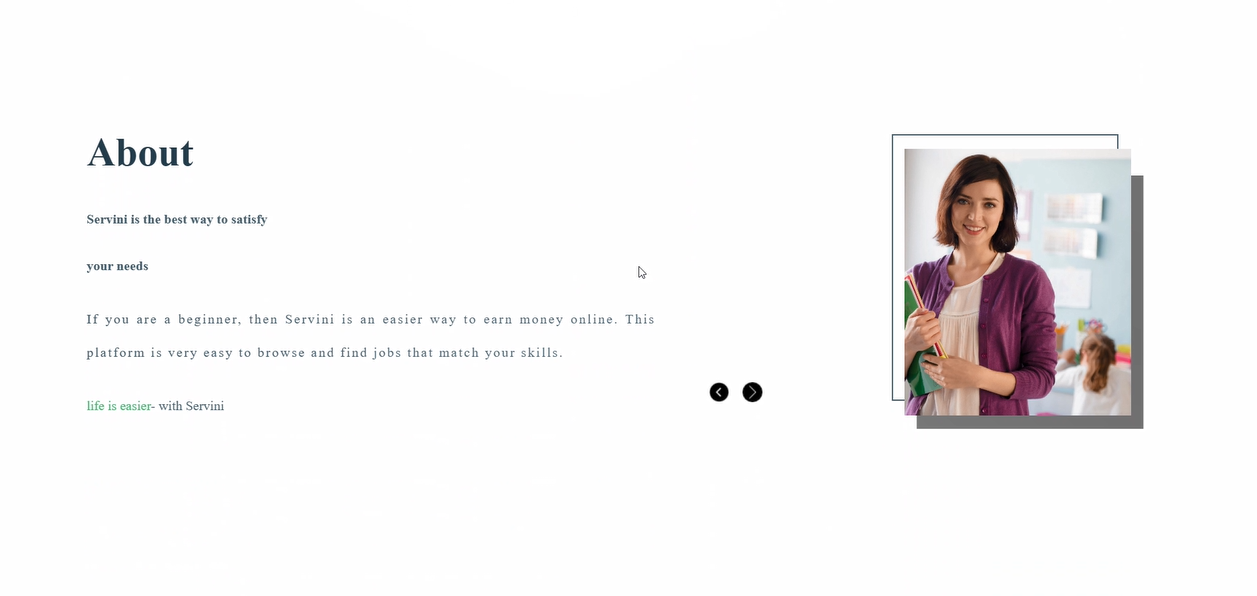 About
Servini is the best way to satisfy
your needs
If you are a beginner, then Servini is an easier way to earn money online. This
platform is very easy to browse and find jobs that match your skills.
life is easier- with Servini